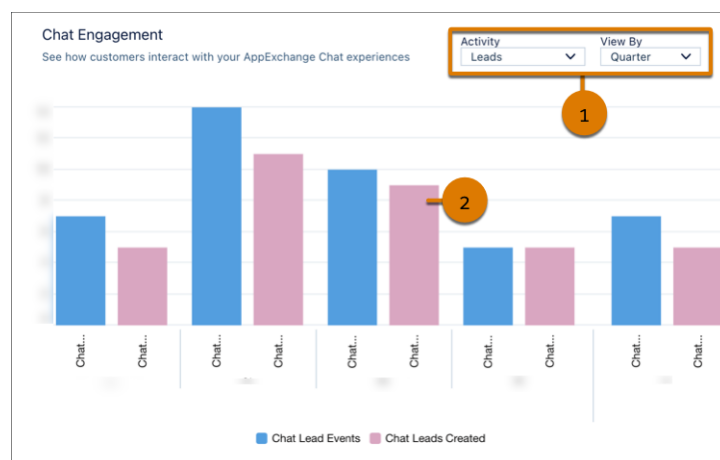 Chat Engagement
See how customers interact with your AppExchange Chat experiences
Activity
View By
Leads
Quarter
1
2
Chat...
Chat...
Chat...
Chat...
Chat...
Chat...
Chat...
Chat...
Chat...
Chat...
Chat Lead Events
Chat Leads Created